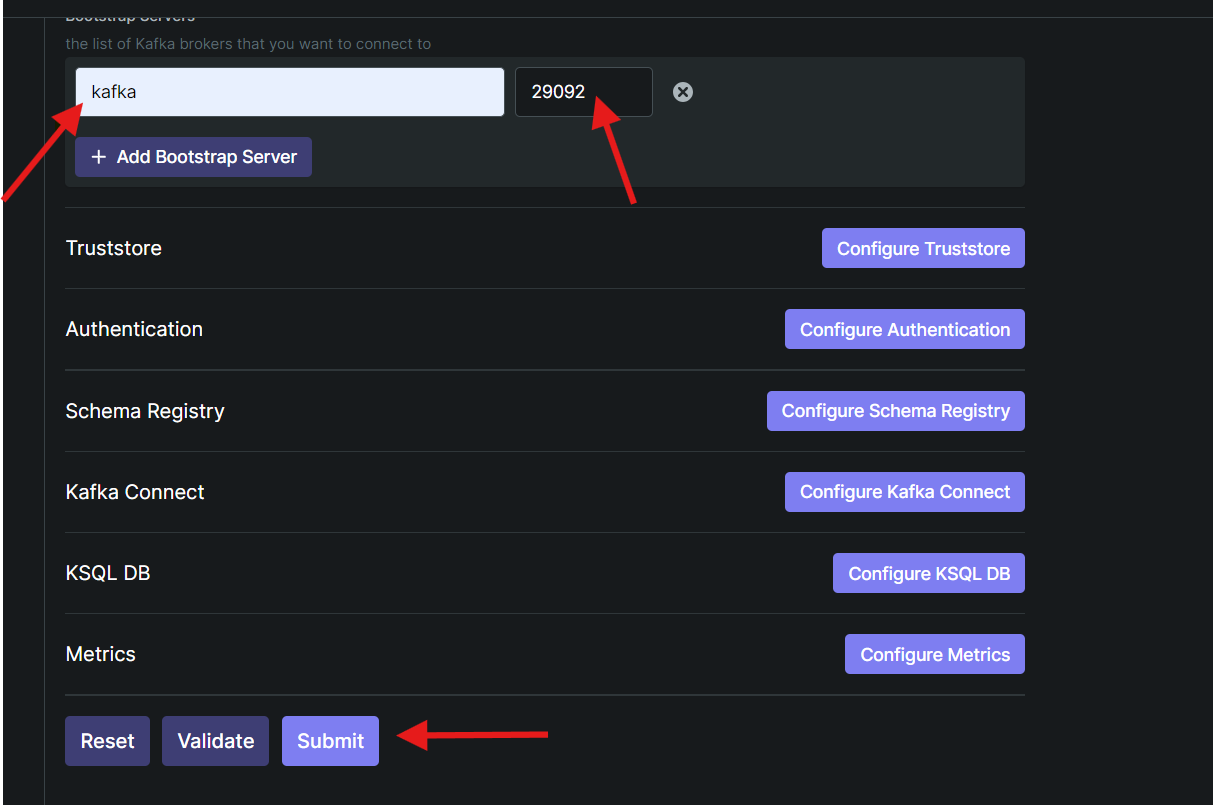 Bootstrap Servers
the list of Kafka brokers that you want to connect to
kafka 29092
+ Add Bootstrap Server
Truststore Configure Truststore
Authentication Configure Authentication
Schema Registry Configure Schema Registry
Kafka Connect Configure Kafka Connect
KSQL DB Configure KSQL DB
Metrics Configure Metrics
Reset Validate Submit